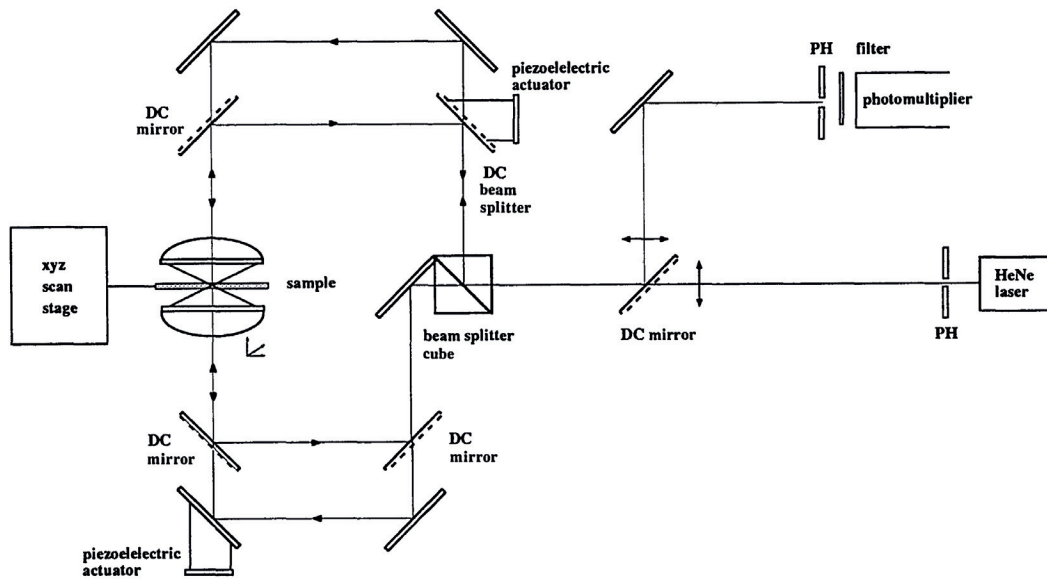 PH
filter
piezoelectric
actuator
DC
mirror
photomultiplier
DC
beam
splitter
xyz
scan
stage
sample
HeNe
laser
beam splitter
cube
DC mirror
PH
DC
mirror
DC
mirror
piezoelectric
actuator